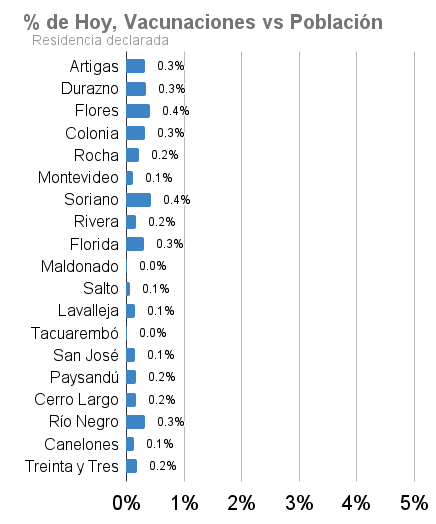 % de Hoy, Vacunaciones vs Población
Residencia declarada
Artigas 0.3%
Durazno 0.3%
Flores 0.4%
Colonia 0.3%
Rocha 0.2%
Montevideo 0.1%
Soriano 0.4%
Rivera 0.2%
Florida 0.3%
Maldonado 0.0%
Salto 0.1%
Lavalleja 0.1%
Tacuarembó 0.0%
San José 0.1%
Paysandú 0.2%
Cerro Largo 0.2%
Río Negro 0.3%
Canelones 0.1%
Treinta y Tres 0.2%
0% 1% 2% 3% 4% 5%